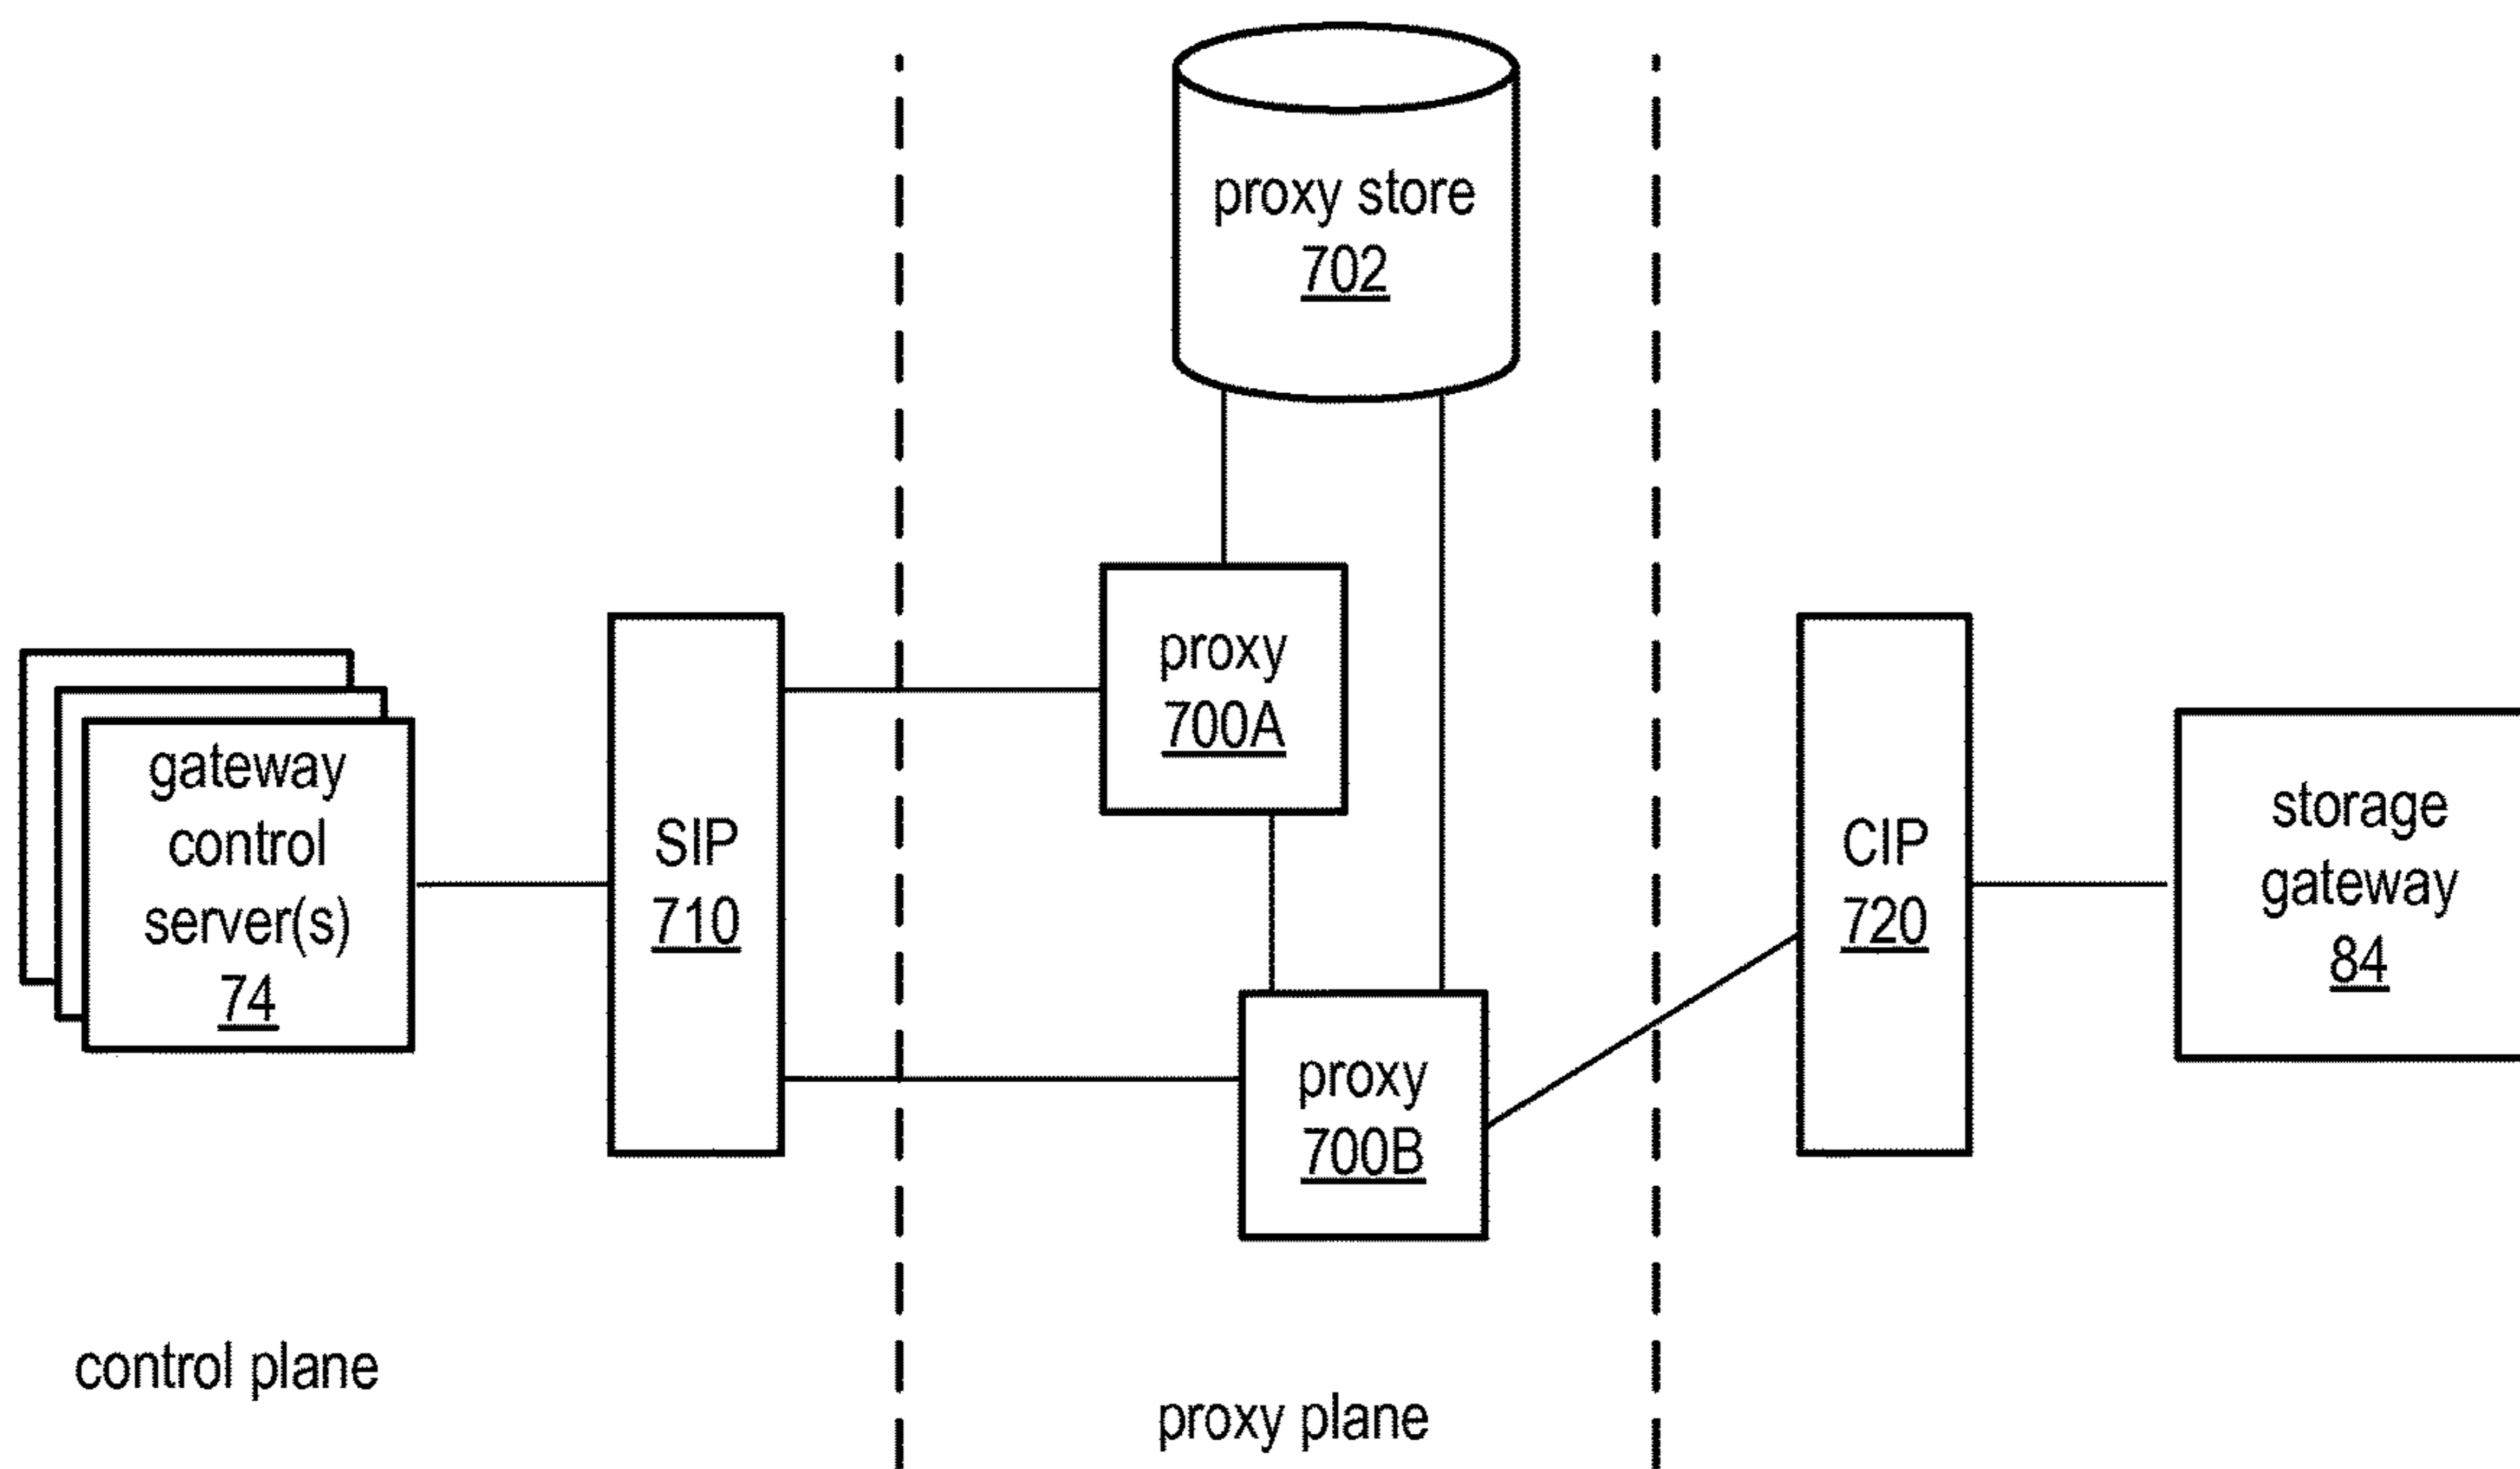 proxy store
702
proxy
700A
gateway
control
server(s)
74
SIP
710
CIP
720
storage
gateway
84
proxy
700B
control plane
proxy plane